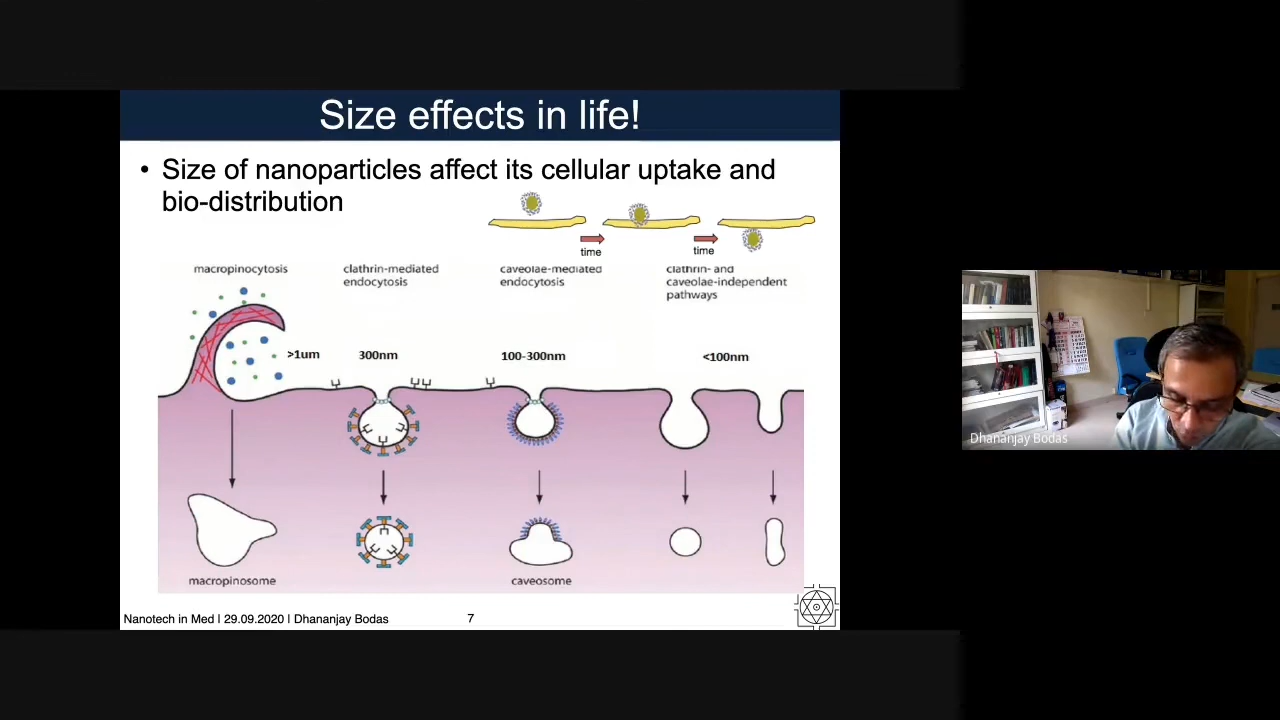 Size effects in life!
• Size of nanoparticles affect its cellular uptake and
bio-distribution
time
time
macropinocytosis
clathrin-mediated
endocytosis
caveolae-mediated
endocytosis
clathrin- and
caveolae-independent
pathways
>1um
300nm
100-300nm
<100nm
macropinosome
caveosome
Nanotech in Med I 29.09.2020 I Dhananjay Bodas
7
Dhananjay Bodas